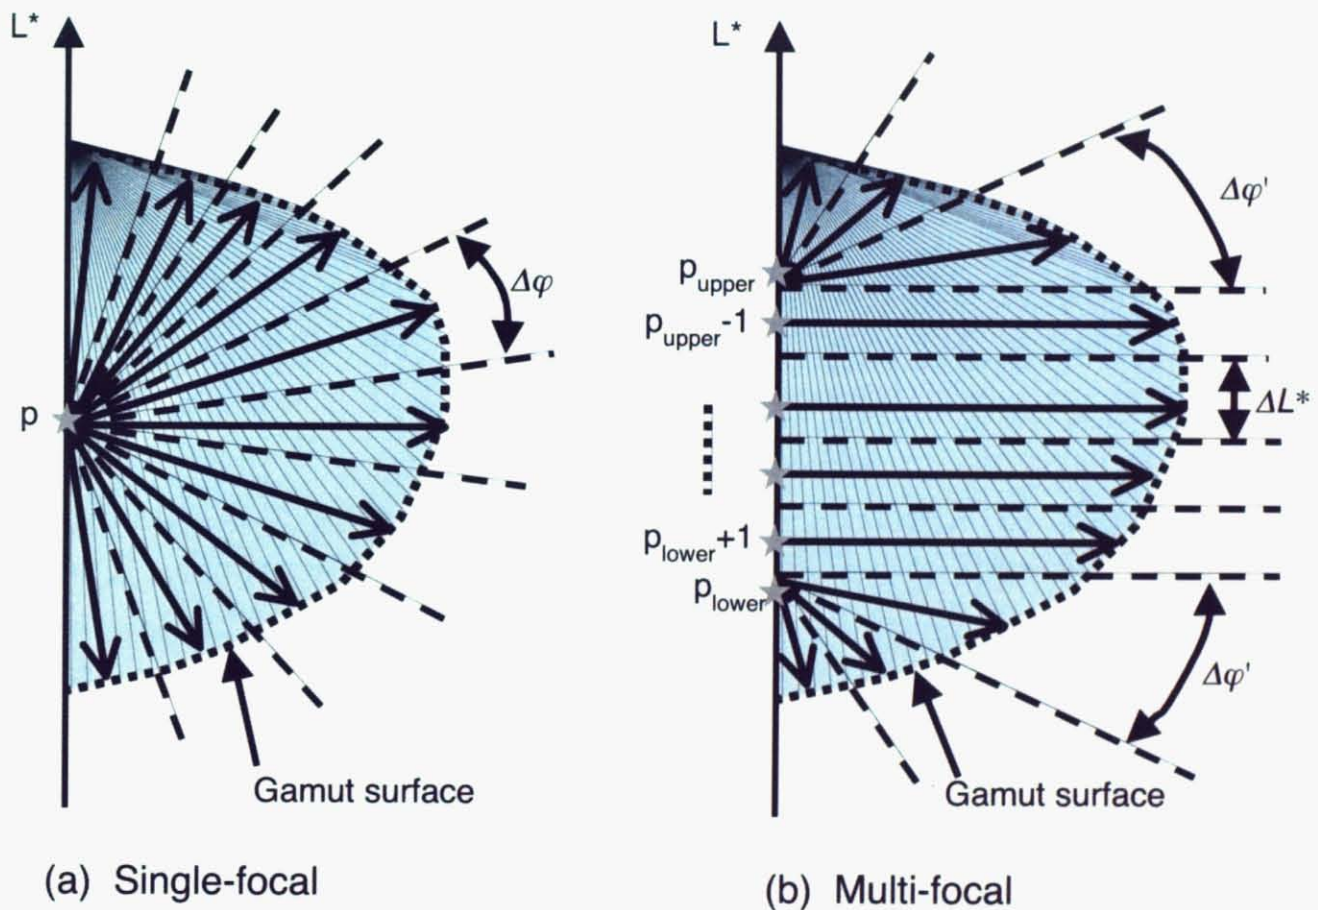 L*
Δφ
p
Gamut surface
(a) Single-focal
L*
Δφ'
p_upper
p_upper-1
ΔL*
p_lower+1
p_lower
Δφ'
Gamut surface
(b) Multi-focal